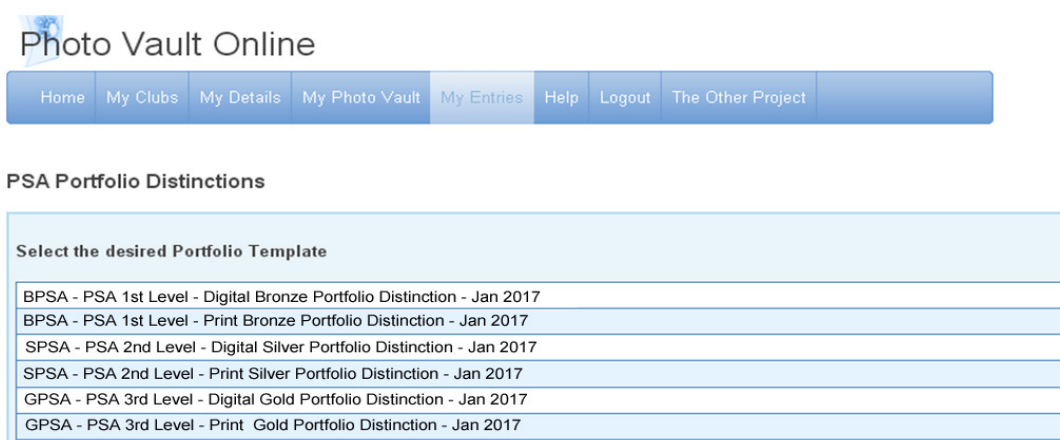 Photo Vault Online
Home My Clubs My Details My Photo Vault My Entries Help Logout The Other Project
PSA Portfolio Distinctions
Select the desired Portfolio Template
BPSA - PSA 1st Level - Digital Bronze Portfolio Distinction - Jan 2017
BPSA - PSA 1st Level - Print Bronze Portfolio Distinction - Jan 2017
SPSA - PSA 2nd Level - Digital Silver Portfolio Distinction - Jan 2017
SPSA - PSA 2nd Level - Print Silver Portfolio Distinction - Jan 2017
GPSA - PSA 3rd Level - Digital Gold Portfolio Distinction - Jan 2017
GPSA - PSA 3rd Level - Print  Gold Portfolio Distinction - Jan 2017